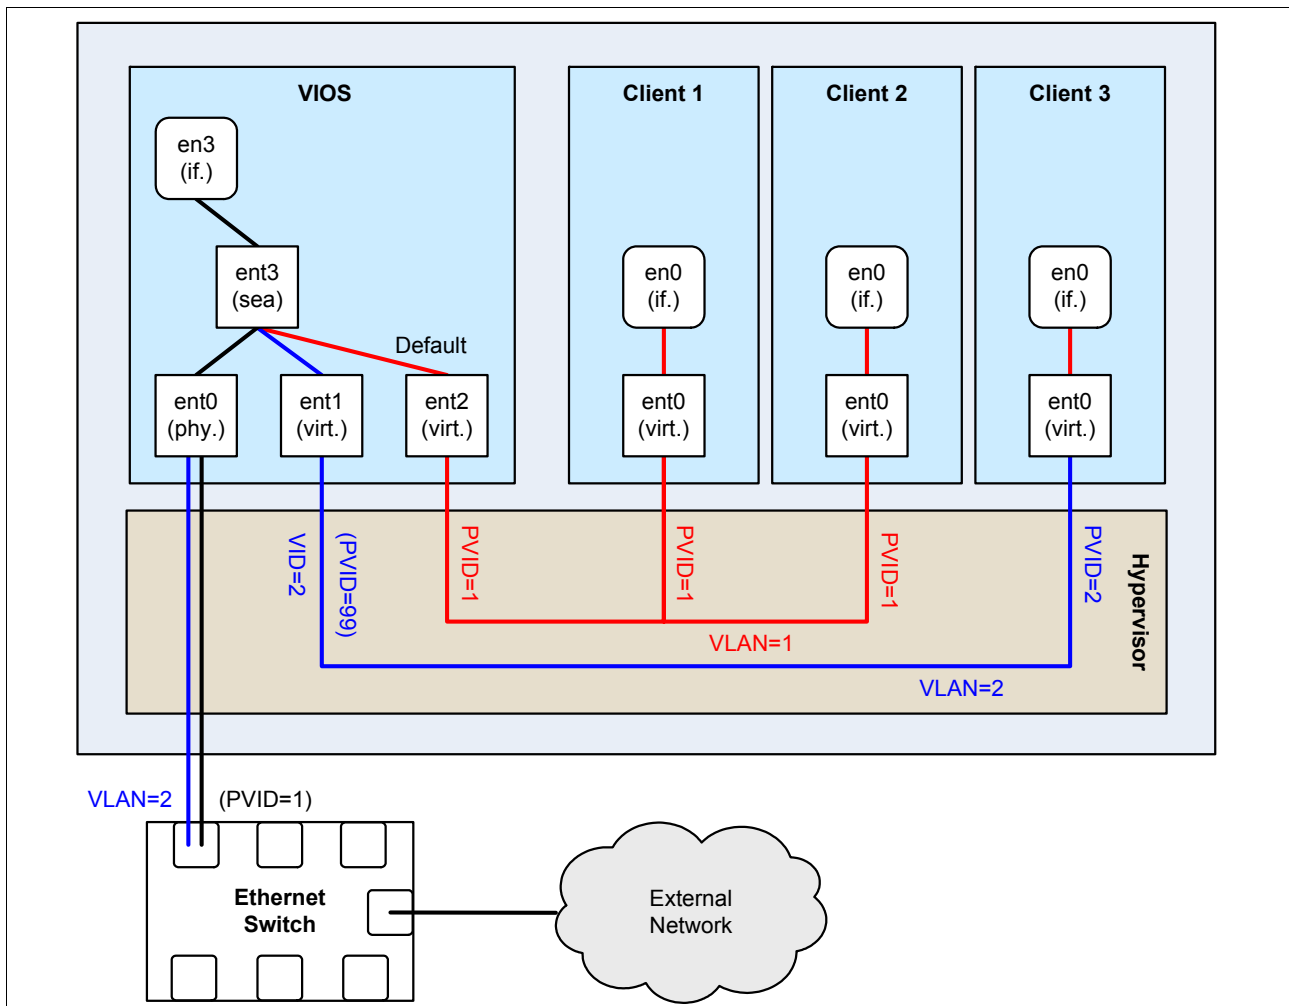 VIOS
Client 1
Client 2
Client 3
en3
(if.)
ent3
(sea)
Default
en0
(if.)
en0
(if.)
en0
(if.)
ent0
(phy.)
ent1
(virt.)
ent2
(virt.)
ent0
(virt.)
ent0
(virt.)
ent0
(virt.)
VID=2
(PVID=99)
PVID=1
PVID=1
PVID=1
PVID=2
Hypervisor
VLAN=1
VLAN=2
VLAN=2
(PVID=1)
Ethernet
Switch
External
Network